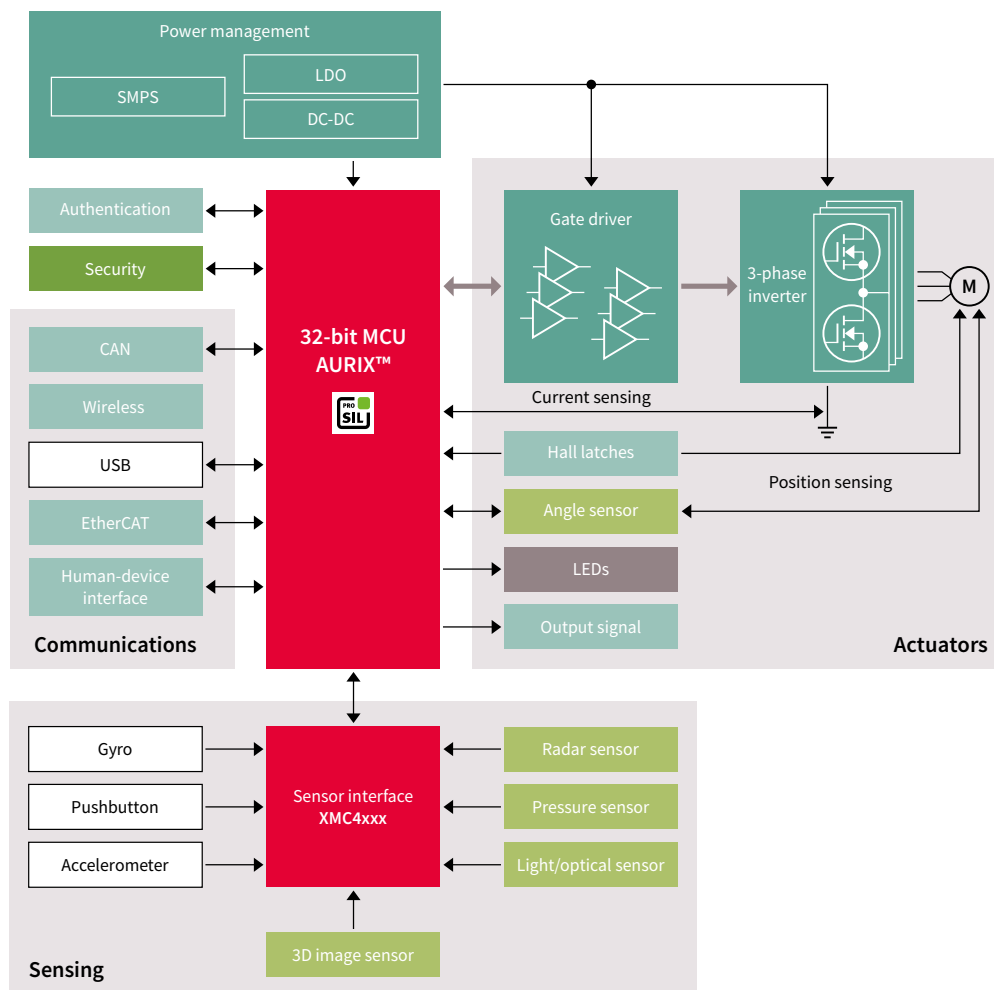 Power management
SMPS
LDO
DC-DC
Authentication
Security
CAN
Wireless
USB
EtherCAT
Human-device
interface
Communications
32-bit MCU
AURIX™
PRO
SIL
Gate driver
3-phase
inverter
M
Current sensing
Hall latches
Position sensing
Angle sensor
LEDs
Output signal
Actuators
Gyro
Pushbutton
Accelerometer
Sensor interface
XMC4xxx
Radar sensor
Pressure sensor
Light/optical sensor
3D image sensor
Sensing